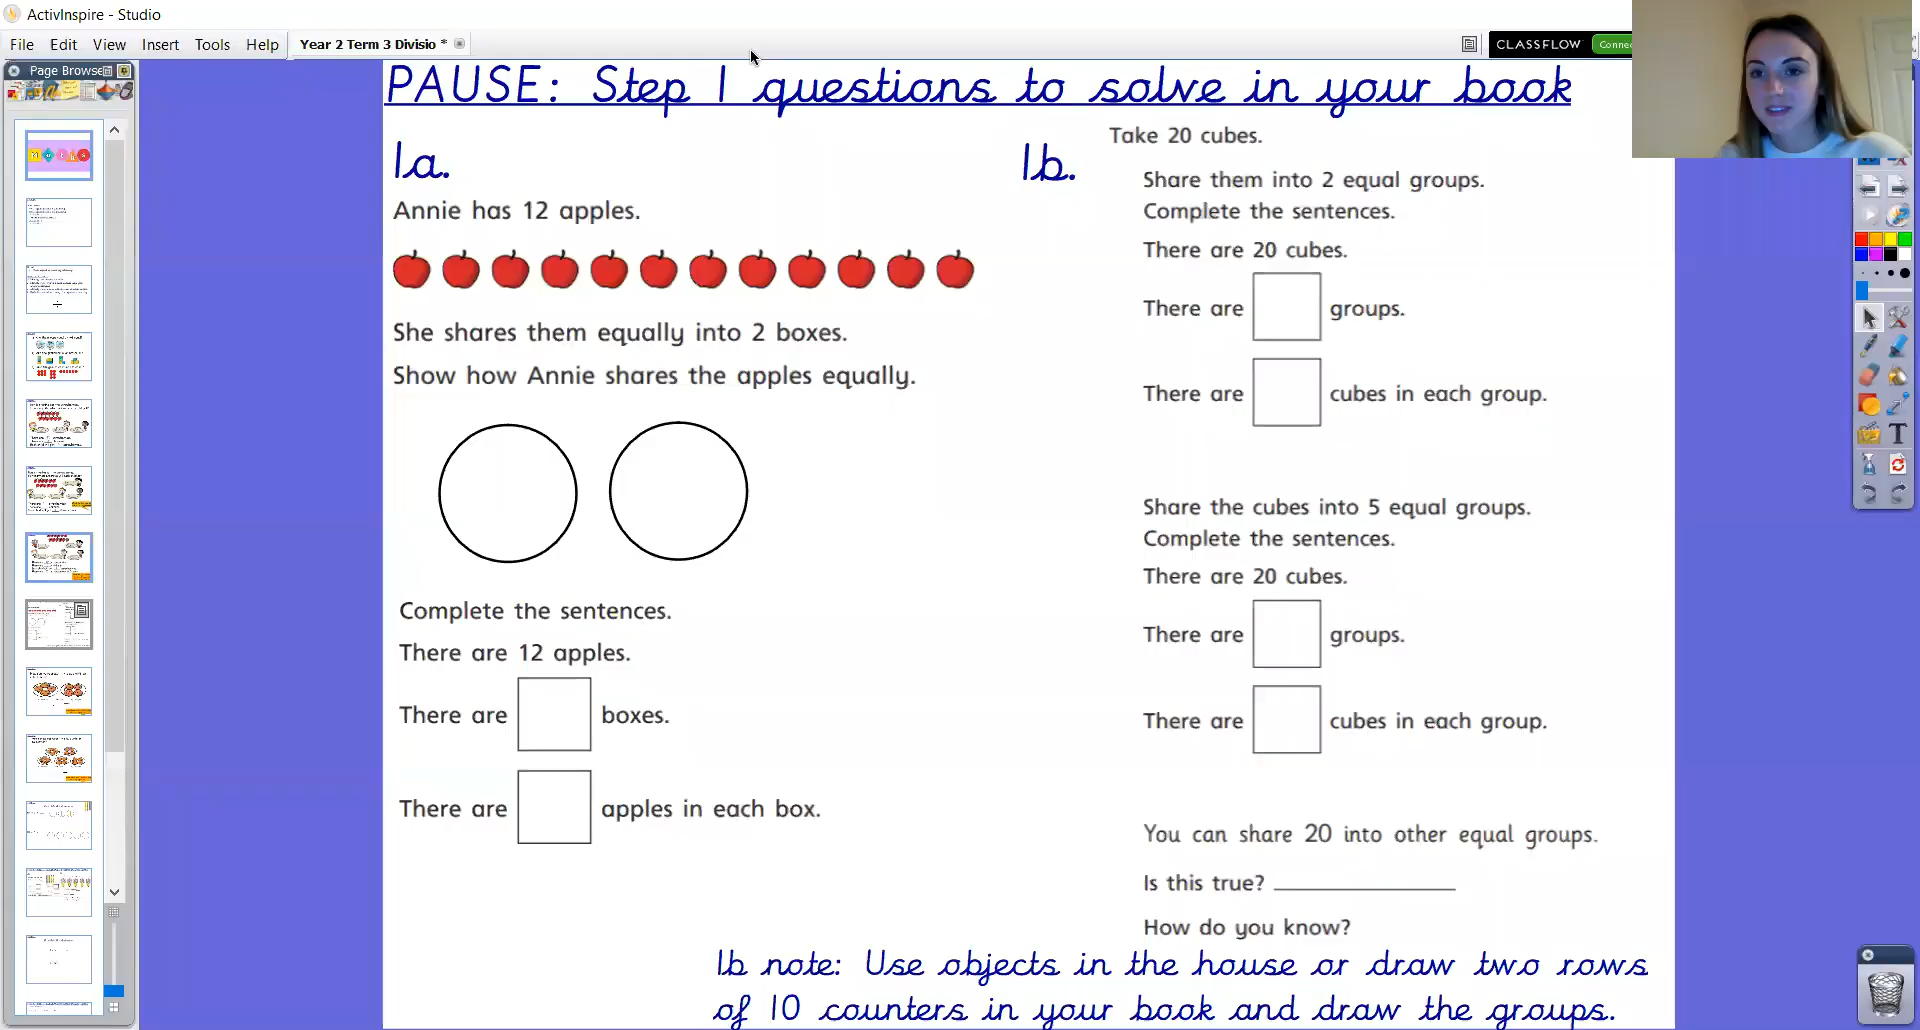 ActivInspire - Studio
File Edit View Insert Tools Help
Year 2 Term 3 Divisio *
CLASSFLOW
Page Browse
PAUSE: Step 1 questions to solve in your book
1a.
Annie has 12 apples.
She shares them equally into 2 boxes.
Show how Annie shares the apples equally.
Complete the sentences.
There are 12 apples.
There are boxes.
There are apples in each box.
1b.
Take 20 cubes.
Share them into 2 equal groups.
Complete the sentences.
There are 20 cubes.
There are groups.
There are cubes in each group.
Share the cubes into 5 equal groups.
Complete the sentences.
There are 20 cubes.
There are groups.
There are cubes in each group.
You can share 20 into other equal groups.
Is this true?
How do you know?
1b note: Use objects in the house or draw two rows
of 10 counters in your book and draw the groups.